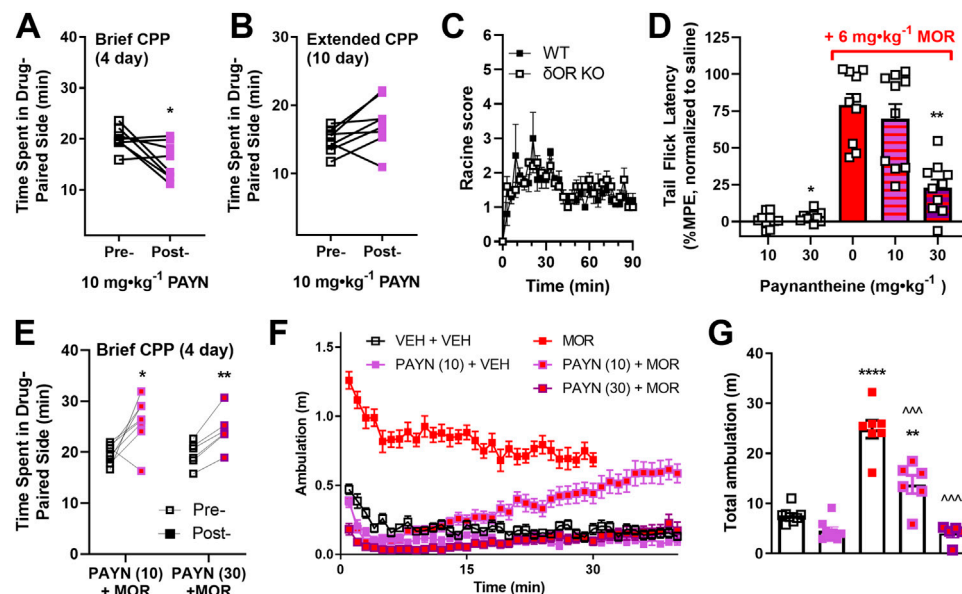 A
Brief CPP
(4 day)
*
Time Spent in Drug-
Paired Side (min)
40
30
20
10
Pre-
Post-
10 mg•kg⁻¹ PAYN
B
Extended CPP
(10 day)
Time Spent in Drug-
Paired Side (min)
30
20
10
Pre-
Post-
10 mg•kg⁻¹ PAYN
C
WT
δOR KO
Racine score
6
5
4
3
2
1
0
0
30
60
90
Time (min)
D
+ 6 mg•kg⁻¹ MOR
Tail Flick Latency
(%MPE, normalized to saline)
125
100
75
50
25
0
*
**
10
30
0
10
30
Paynantheine (mg•kg⁻¹ )
E
Brief CPP (4 day)
*
**
Time Spent in Drug-
Paired Side (min)
40
30
20
10
0
Pre-
Post-
PAYN (10)
+ MOR
PAYN (30)
+MOR
F
VEH + VEH
PAYN (10) + VEH
MOR
PAYN (10) + MOR
PAYN (30) + MOR
Ambulation (m)
1.5
1.0
0.5
0.0
0
15
30
Time (min)
G
Total ambulation (m)
40
30
20
10
0
****
^^^
**
^^^